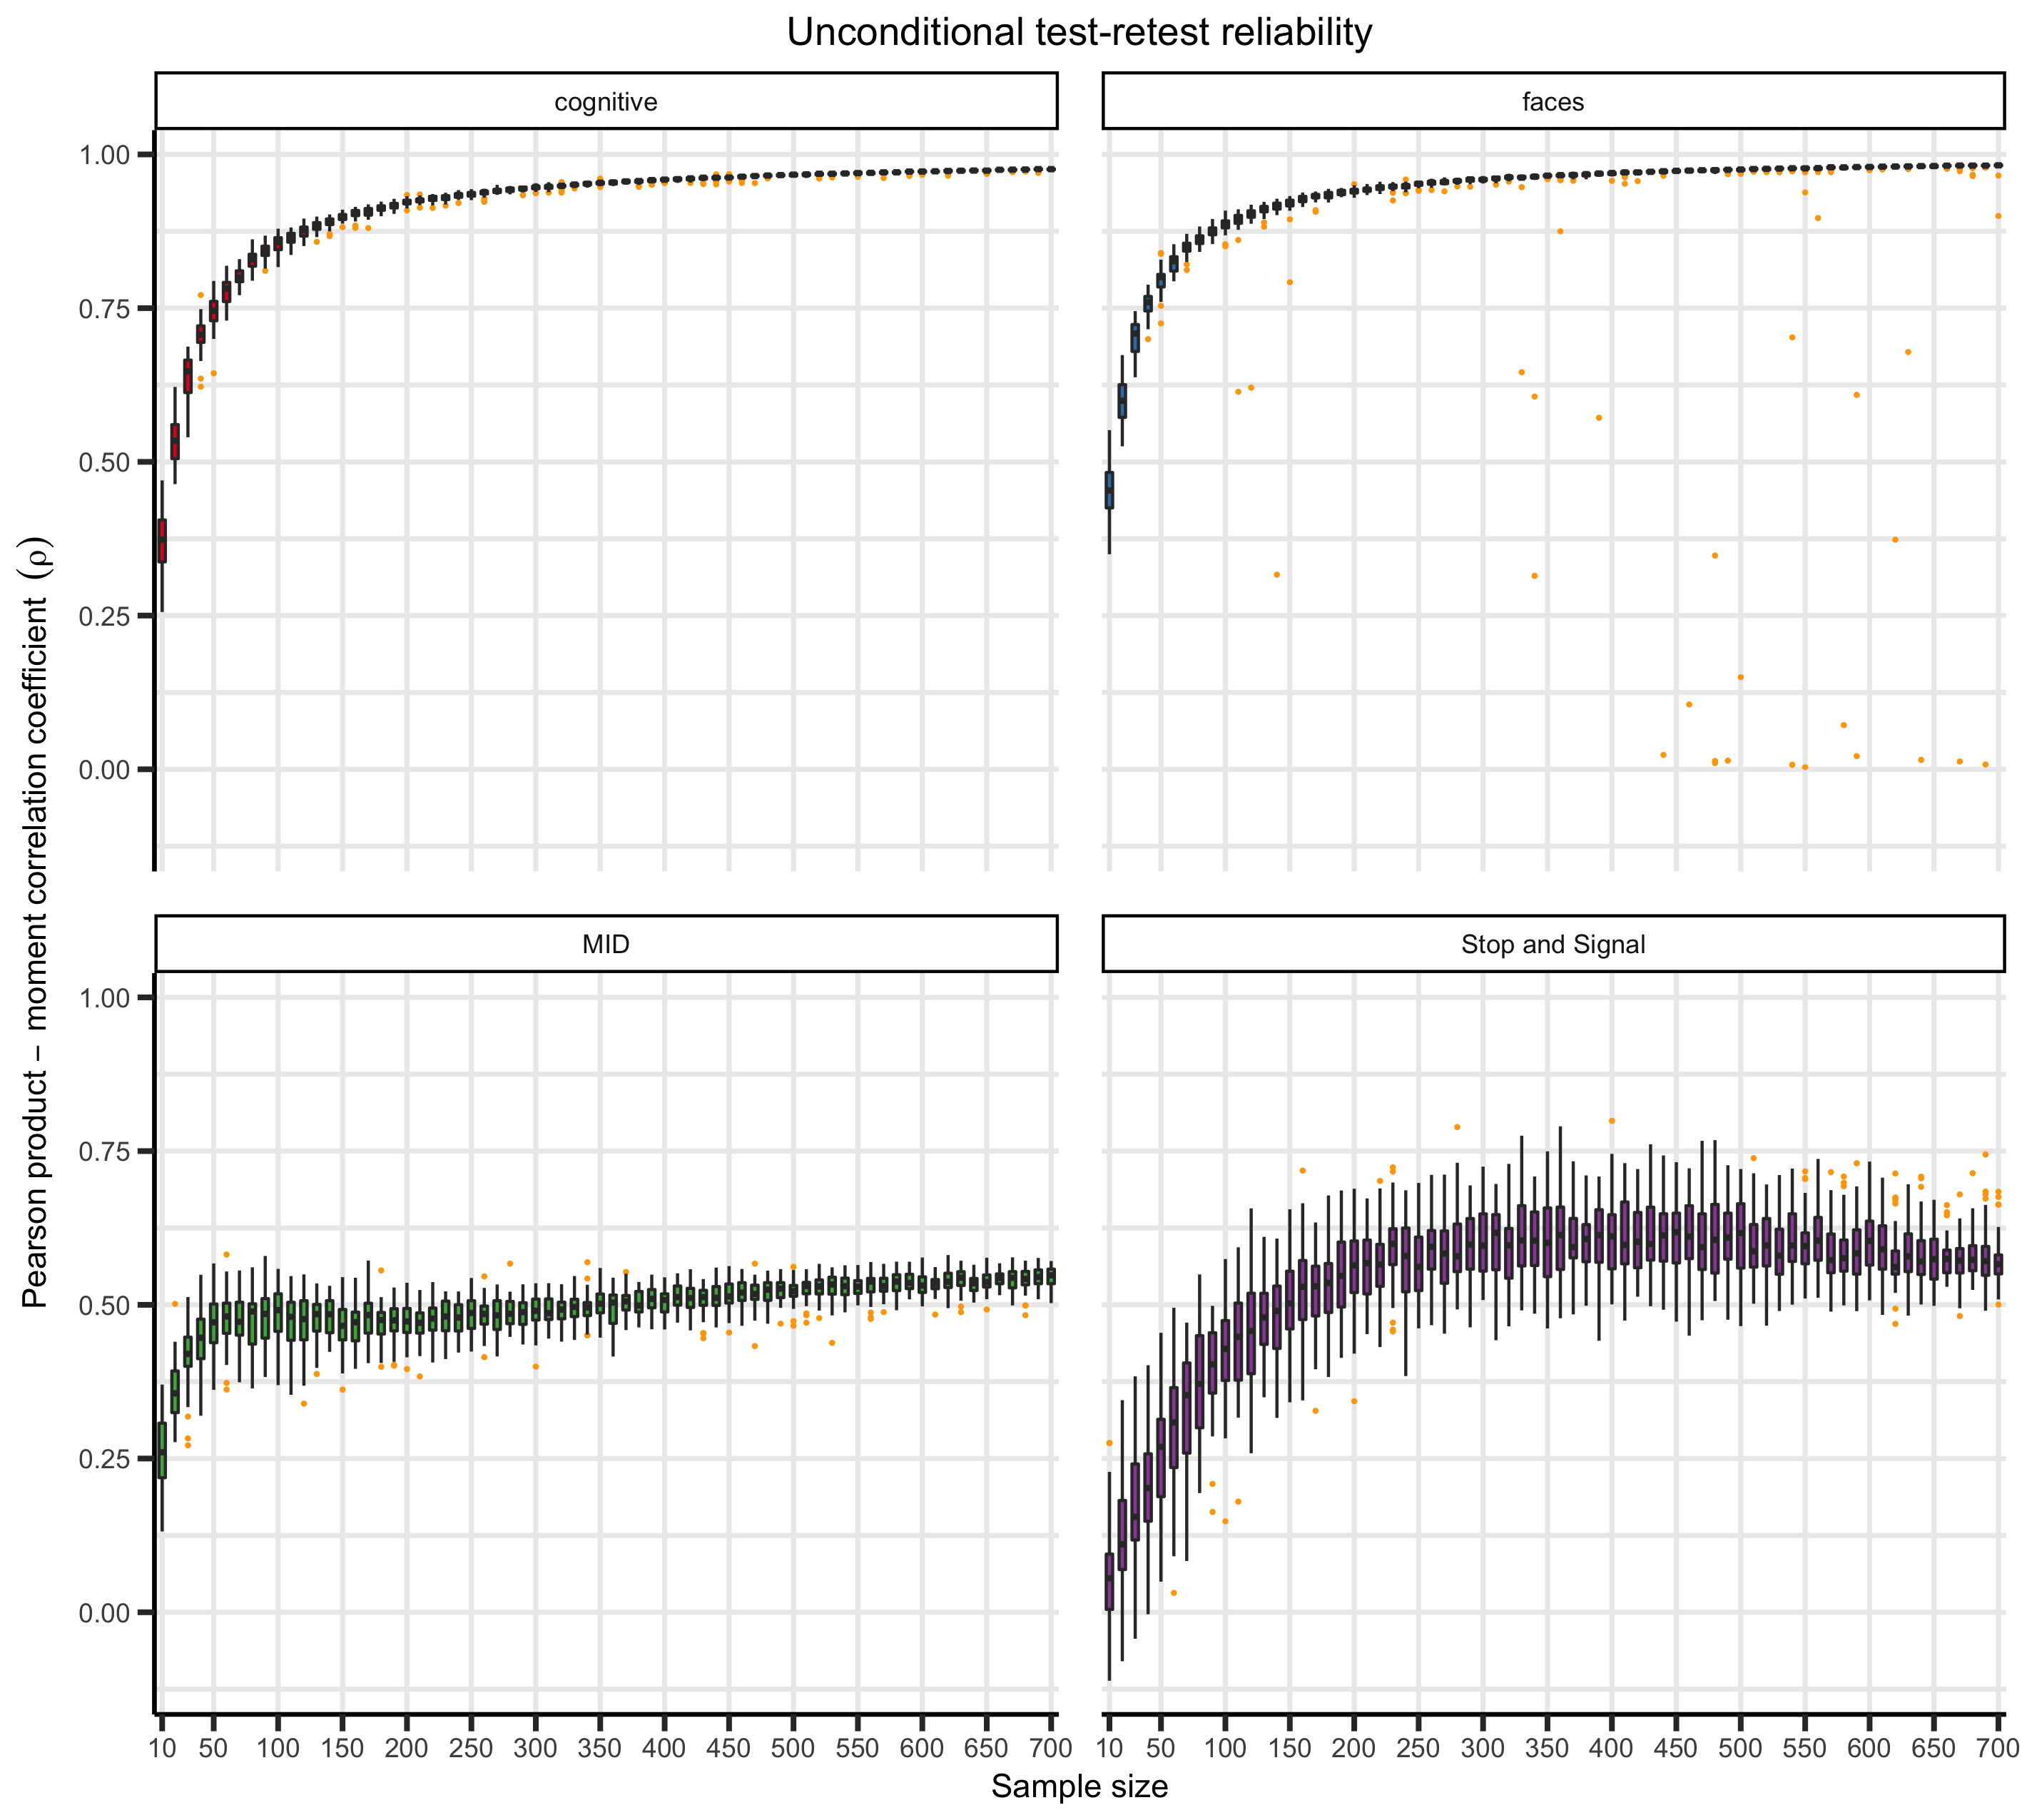 Unconditional test-retest reliability
cognitive
faces
1.00
0.75
0.50
0.25
0.00
MID
Stop and Signal
1.00
0.75
0.50
0.25
0.00
10 50 100 150 200 250 300 350 400 450 500 550 600 650 700
10 50 100 150 200 250 300 350 400 450 500 550 600 650 700
Sample size
Pearson product − moment correlation coefficient (ρ)